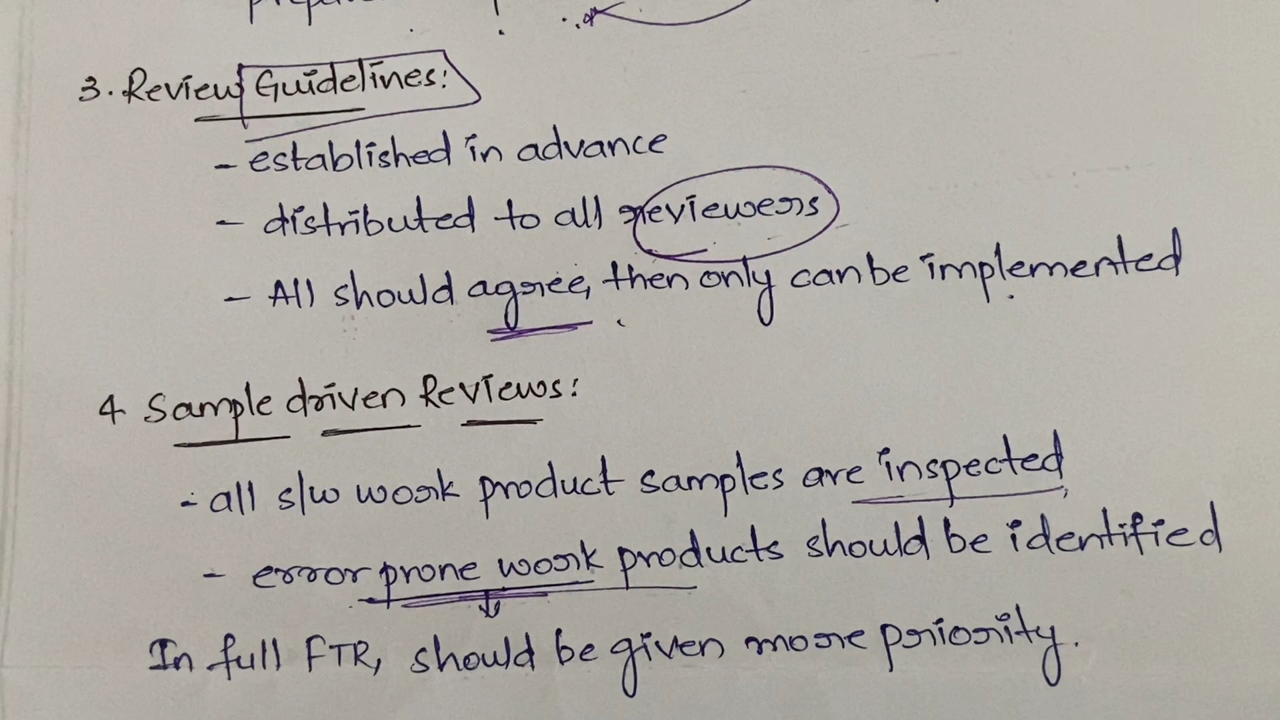 3. Review Guidelines:
- established in advance
- distributed to all reviewers
- All should agree, then only can be implemented
4 Sample driven Reviews:
- all s/w work product samples are inspected,
- error prone work products should be identified
In full FTR, should be given more priority.